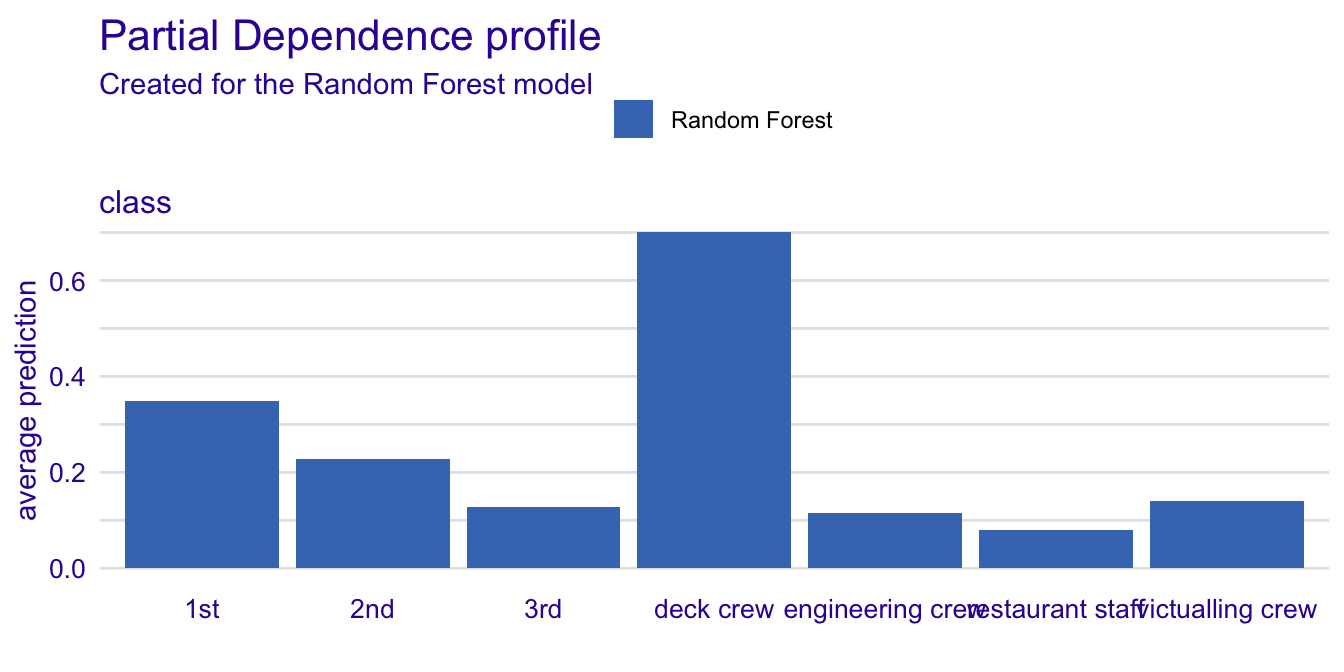 Partial Dependence profile
Created for the Random Forest model
Random Forest
class
average prediction
0.6
0.4
0.2
0.0
1st 2nd 3rd deck crew engineering crew restaurant staff victualling crew